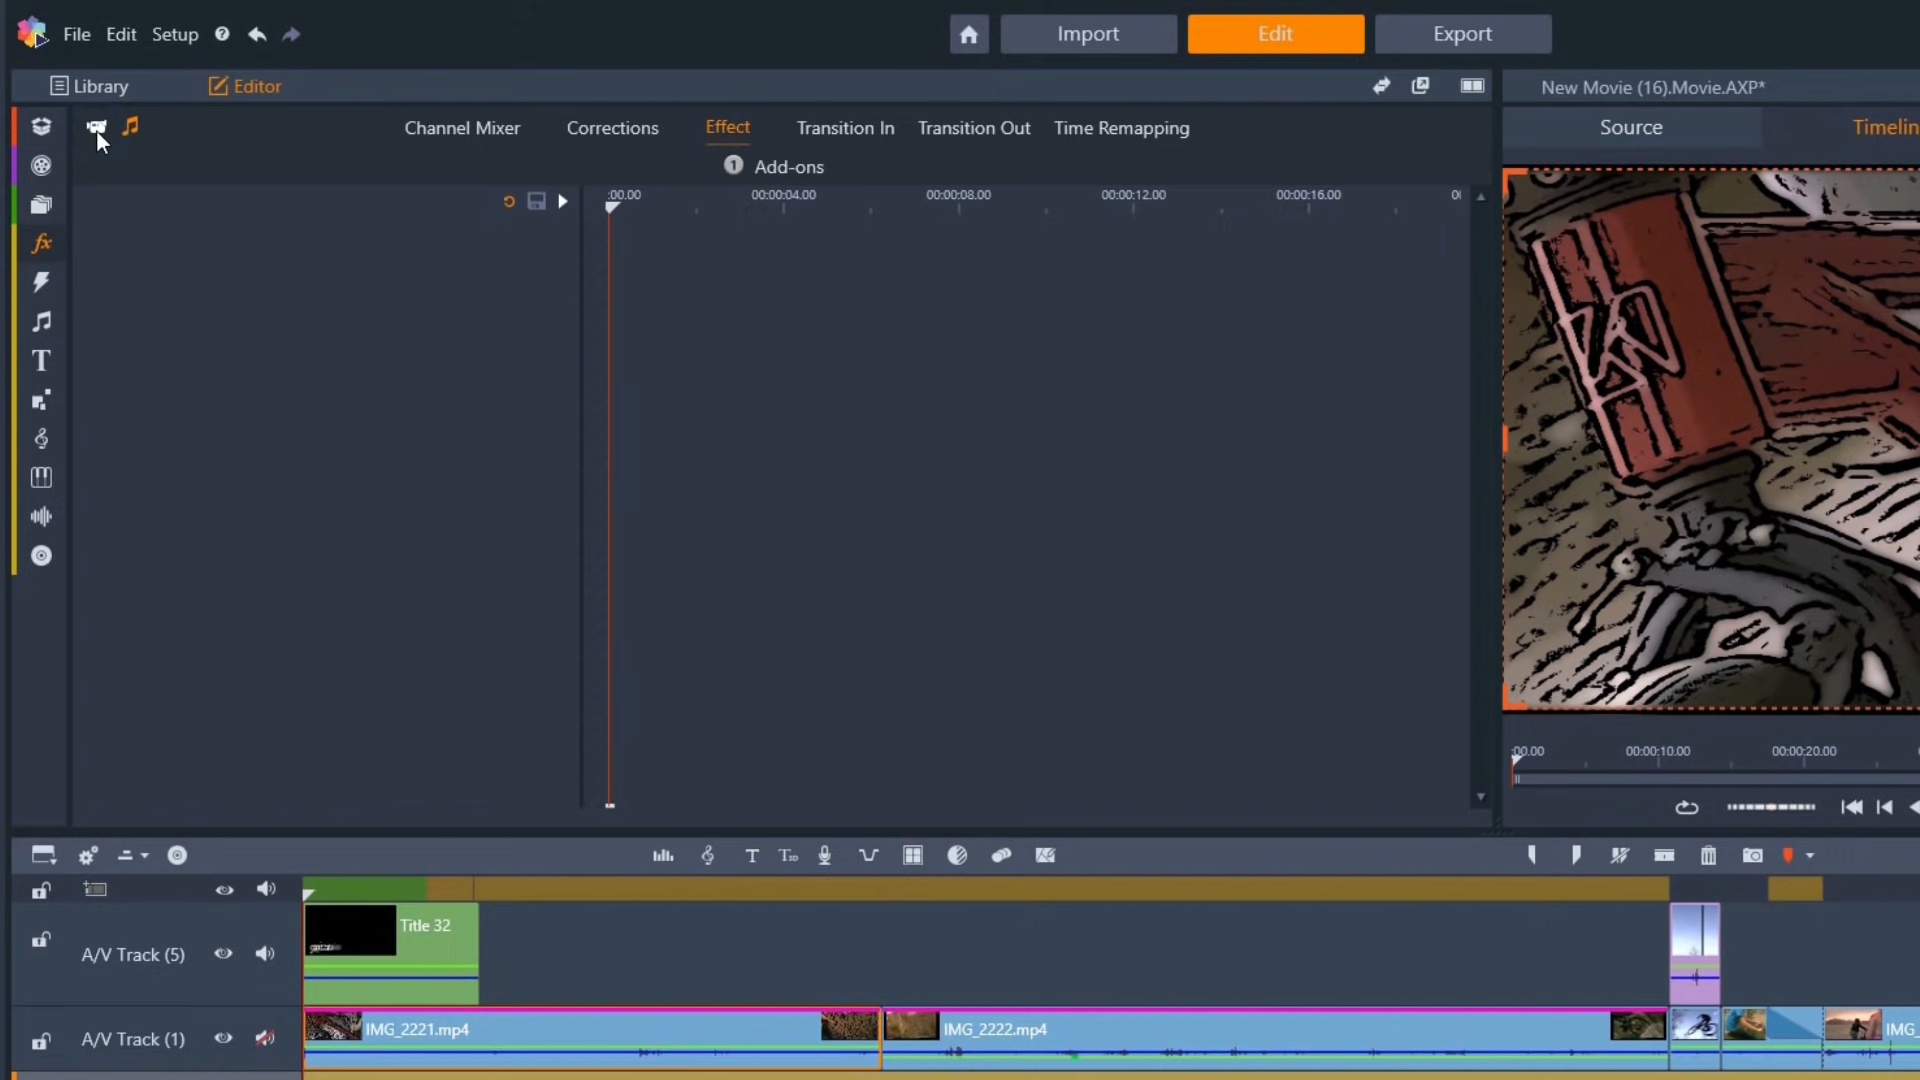 File Edit Setup ?
Import Edit Export
Library Editor
New Movie (16).Movie.AXP*
Channel Mixer Corrections Effect Transition In Transition Out Time Remapping
Source Timelin
1 Add-ons
:00.00 00:00:04.00 00:00:08.00 00:00:12.00 00:00:16.00
fx
T
:00.00 00:00:10.00 00:00:20.00
T T3D
Title 32
A/V Track (5)
A/V Track (1) IMG_2221.mp4 IMG_2222.mp4 IMG_